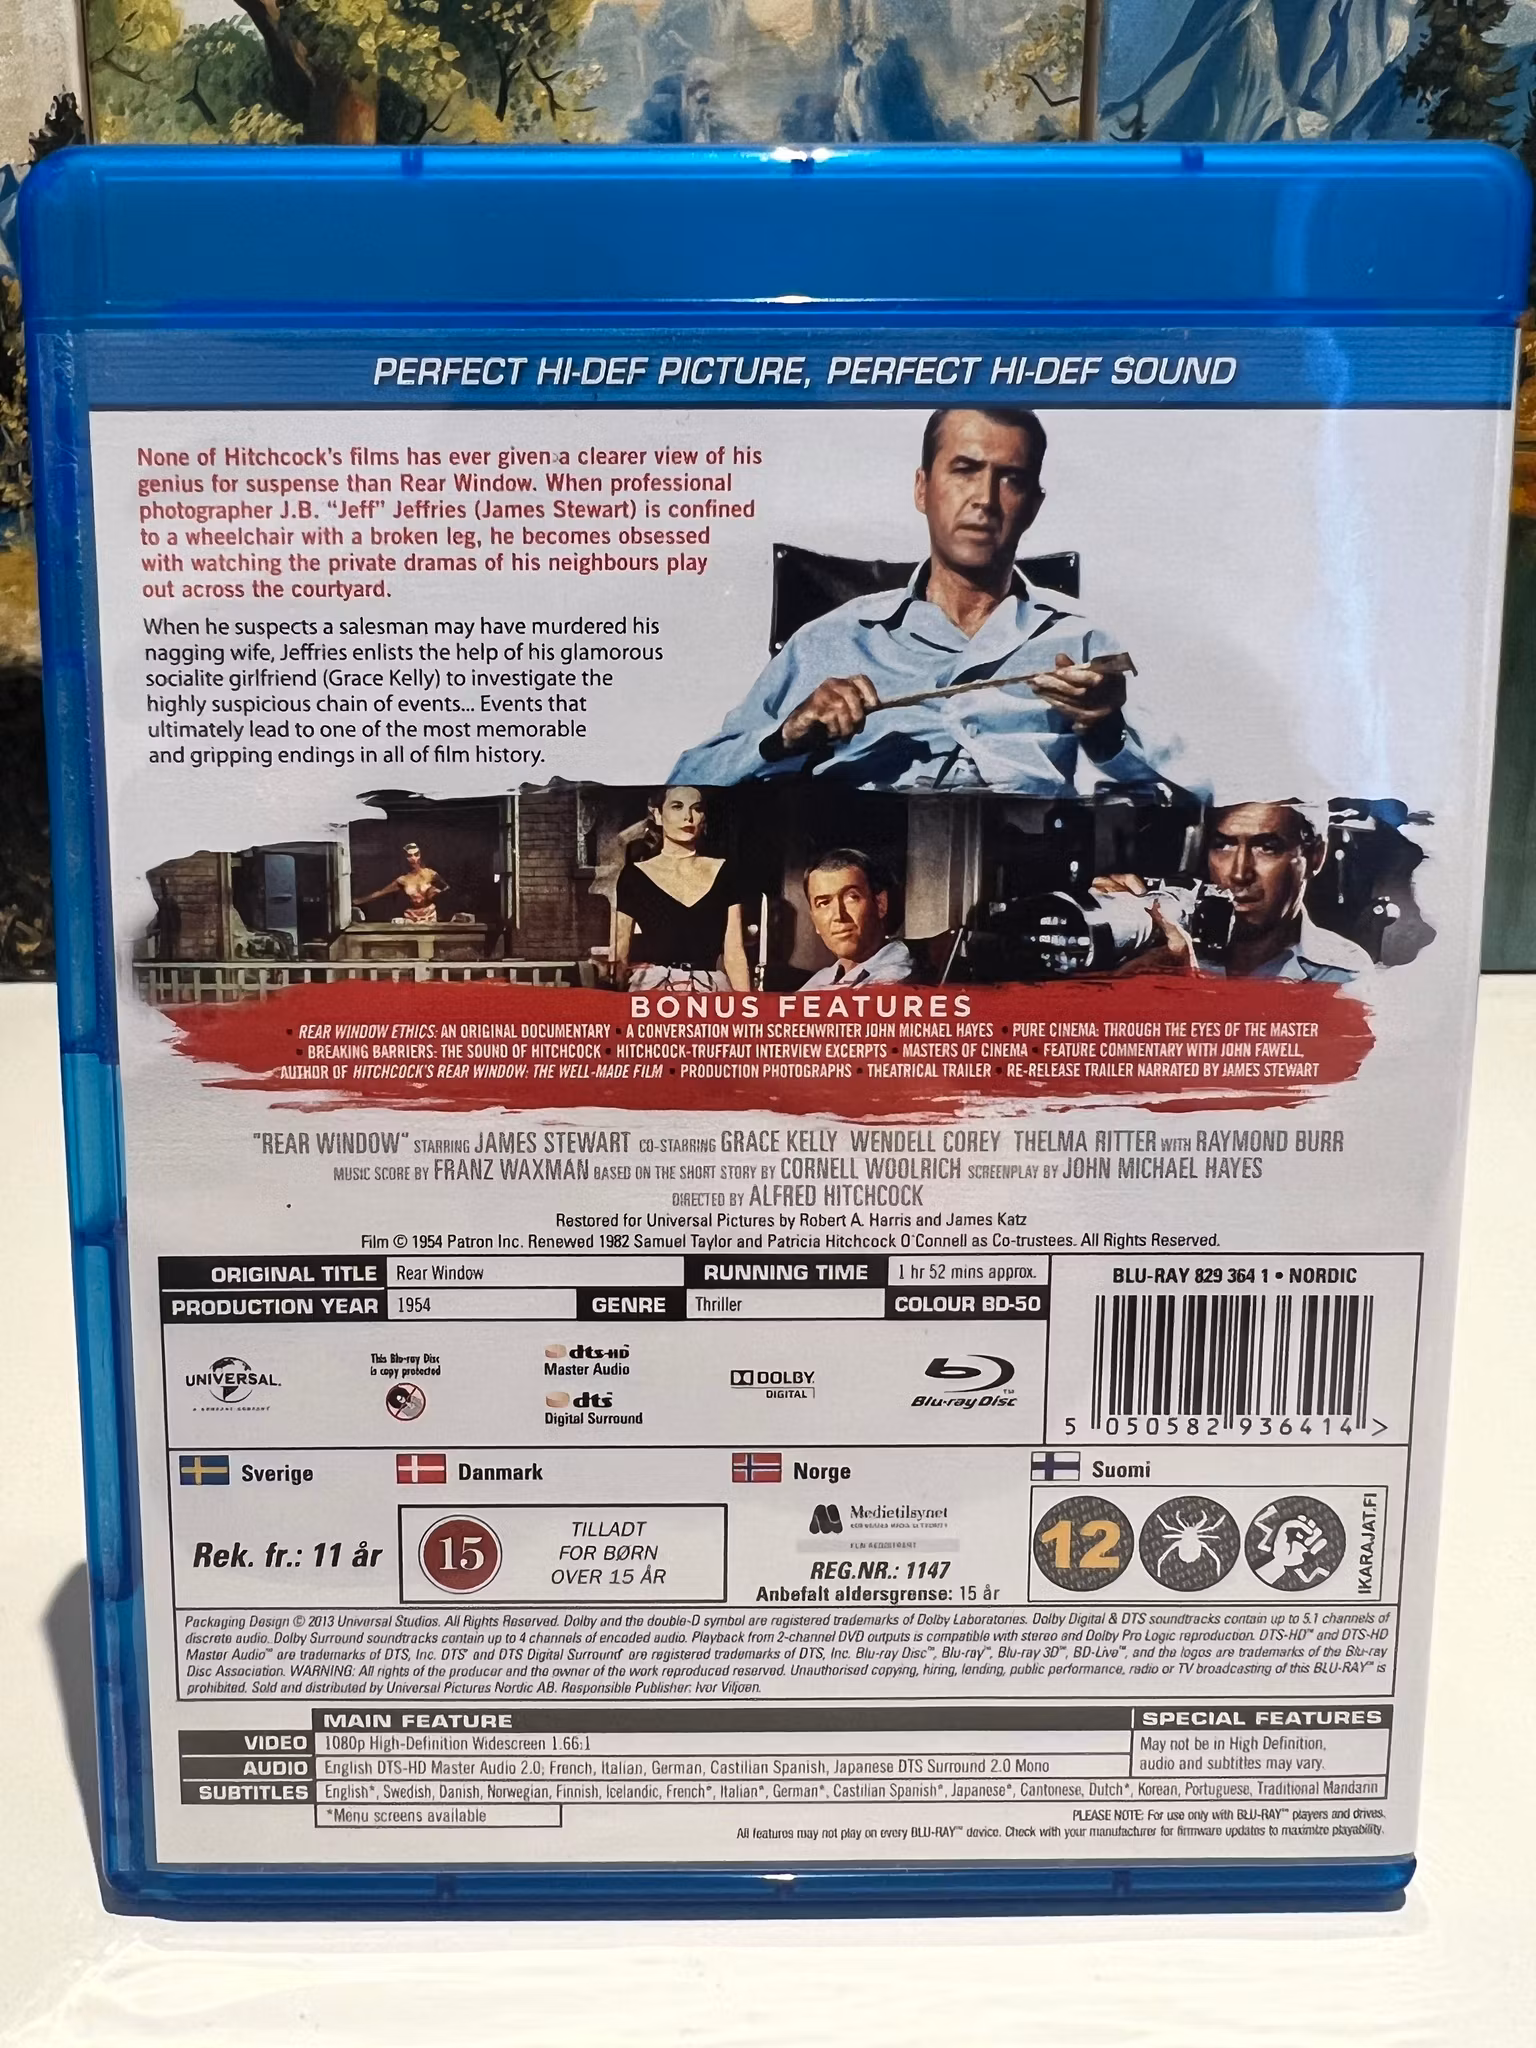 PERFECT HI-DEF PICTURE, PERFECT HI-DEF SOUND
None of Hitchcock's films has ever given a clearer view of his
genius for suspense than Rear Window. When professional
photographer J.B. "Jeff" Jeffries (James Stewart) is confined
to a wheelchair with a broken leg, he becomes obsessed
with watching the private dramas of his neighbours play
out across the courtyard.
When he suspects a salesman may have murdered his
nagging wife, Jeffries enlists the help of his glamorous
socialite girlfriend (Grace Kelly) to investigate the
highly suspicious chain of events... Events that
ultimately lead to one of the most memorable
and gripping endings in all of film history.
BONUS FEATURES
• REAR WINDOW ETHICS: AN ORIGINAL DOCUMENTARY • A CONVERSATION WITH SCREENWRITER JOHN MICHAEL HAYES • PURE CINEMA: THROUGH THE EYES OF THE MASTER
• BREAKING BARRIERS: THE SOUND OF HITCHCOCK • HITCHCOCK-TRUFFAUT INTERVIEW EXCERPTS • MASTERS OF CINEMA • FEATURE COMMENTARY WITH JOHN FAWELL,
AUTHOR OF HITCHCOCK'S REAR WINDOW: THE WELL-MADE FILM • PRODUCTION PHOTOGRAPHS • THEATRICAL TRAILER • RE-RELEASE TRAILER NARRATED BY JAMES STEWART
"REAR WINDOW" STARRING JAMES STEWART CO-STARRING GRACE KELLY WENDELL COREY THELMA RITTER WITH RAYMOND BURR
MUSIC SCORE BY FRANZ WAXMAN BASED ON THE SHORT STORY BY CORNELL WOOLRICH SCREENPLAY BY JOHN MICHAEL HAYES
DIRECTED BY ALFRED HITCHCOCK
Restored for Universal Pictures by Robert A. Harris and James Katz
Film © 1954 Patron Inc. Renewed 1982 Samuel Taylor and Patricia Hitchcock O'Connell as Co-trustees. All Rights Reserved.
ORIGINAL TITLE Rear Window RUNNING TIME 1 hr 52 mins approx.
PRODUCTION YEAR 1954 GENRE Thriller COLOUR BD-50
BLU-RAY 829 364 1 • NORDIC
UNIVERSAL
This Blu-ray Disc
is copy protected
dts-HD
Master Audio
dts
Digital Surround
DOLBY
DIGITAL
Blu-ray Disc™
5 050582 936414 >
Sverige
Danmark
Norge
Suomi
Rek. fr.: 11 år
15
TILLADT
FOR BØRN
OVER 15 ÅR
Medietilsynet
REG.NR.: 1147
Anbefalt aldersgrense: 15 år
12
IKARAJAT.FI
Packaging Design © 2013 Universal Studios. All Rights Reserved. Dolby and the double-D symbol are registered trademarks of Dolby Laboratories. Dolby Digital & DTS soundtracks contain up to 5.1 channels of
discrete audio. Dolby Surround soundtracks contain up to 4 channels of encoded audio. Playback from 2-channel DVD outputs is compatible with stereo and Dolby Pro Logic reproduction. DTS-HD™ and DTS-HD
Master Audio™ are trademarks of DTS, Inc. DTS® and DTS Digital Surround® are registered trademarks of DTS, Inc. Blu-ray Disc™, Blu-ray™, Blu-ray 3D™, BD-Live™, and the logos are trademarks of the Blu-ray
Disc Association. WARNING: All rights of the producer and the owner of the work reproduced reserved. Unauthorised copying, hiring, lending, public performance, radio or TV broadcasting of this BLU-RAY™ is
prohibited. Sold and distributed by Universal Pictures Nordic AB. Responsible Publisher: Ivor Viljoen.
MAIN FEATURE
SPECIAL FEATURES
VIDEO 1080p High-Definition Widescreen 1.66:1
May not be in High Definition,
AUDIO English DTS-HD Master Audio 2.0; French, Italian, German, Castilian Spanish, Japanese DTS Surround 2.0 Mono
audio and subtitles may vary.
SUBTITLES English*, Swedish, Danish, Norwegian, Finnish, Icelandic, French*, Italian*, German*, Castilian Spanish*, Japanese*, Cantonese, Dutch*, Korean, Portuguese, Traditional Mandarin
*Menu screens available
PLEASE NOTE: For use only with BLU-RAY™ players and drives.
All features may not play on every BLU-RAY™ device. Check with your manufacturer for firmware updates to maximize playability.